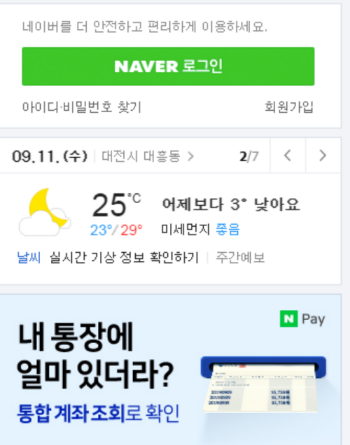 네이버를 더 안전하고 편리하게 이용하세요.
NAVER 로그인
아이디·비밀번호 찾기 회원가입
09.11.(수) 대전시 대흥동 > 2/7 < >
25°C 어제보다 3° 낮아요
23°/29° 미세먼지 좋음
날씨 실시간 기상 정보 확인하기 주간예보
N Pay
내 통장에
얼마 있더라?
통합 계좌 조회로 확인